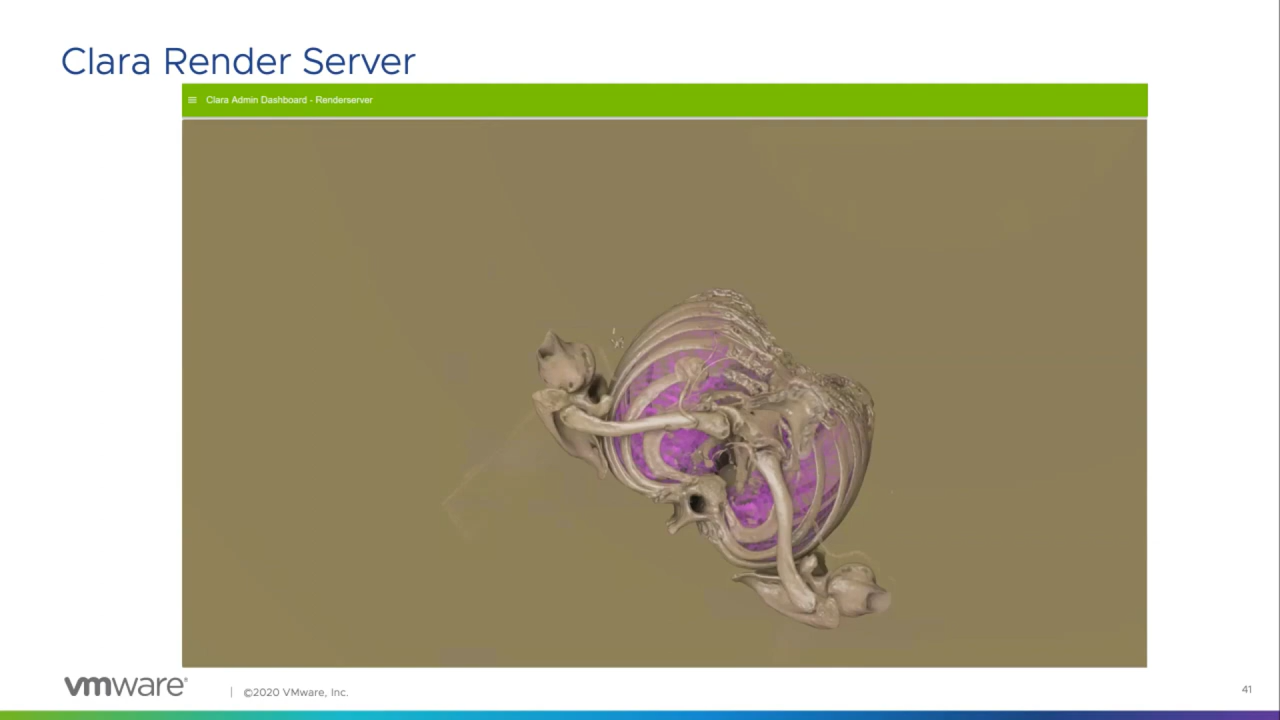 Clara Render Server
Clara Admin Dashboard - Renderserver
vmware®
©2020 VMware, Inc.
41